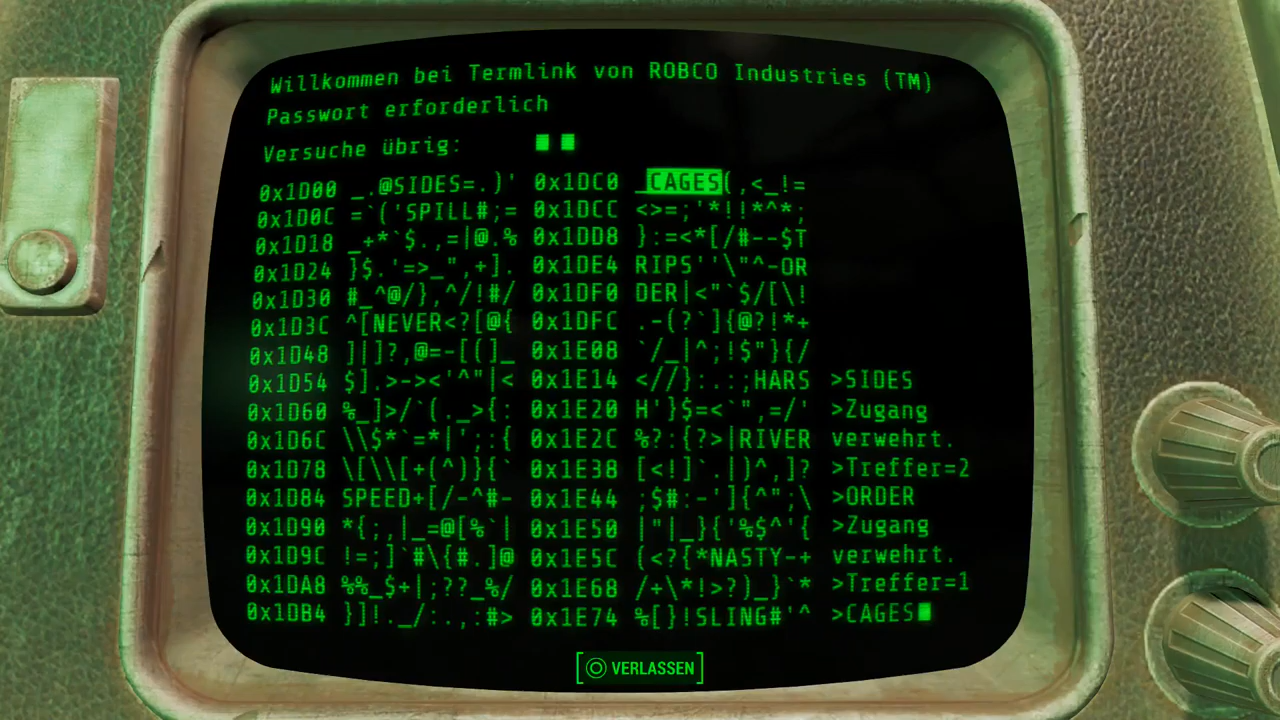 Willkommen bei Termlink von ROBCO Industries (TM)
Passwort erforderlich
Versuche übrig: ■ ■
0x1D00 _.@SIDES=.)' 0x1DC0 _CAGES(,<_!=
0x1D0C =`('SPILL#;= 0x1DCC <>=;'*!!*^*;
0x1D18 _+*`$.,=|@.% 0x1DD8 }:=<*[/#--$T
0x1D24 }$.'=>_",+]. 0x1DE4 RIPS''\"^-OR
0x1D30 #_^@/},^/!#/ 0x1DF0 DER|<"`$/[\!
0x1D3C ^[NEVER<?[@{ 0x1DFC .-(?`]{@?!*+
0x1D48 ]|]?,@=-[(]_ 0x1E08 `/_|^;!$"}{/
0x1D54 $].>-><'^"|< 0x1E14 <//}:.:;HARS >SIDES
0x1D60 %_]>/`(._>{: 0x1E20 H'}$=<`",=/' >Zugang
0x1D6C \\$*`=*|';:{ 0x1E2C %?:{?>|RIVER verwehrt.
0x1D78 \[\\[+(^)}{` 0x1E38 [<!]`.|)^,]? >Treffer=2
0x1D84 SPEED+[/-^#- 0x1E44 ;$#:-']{^";\ >ORDER
0x1D90 *{;,|_=@[%`| 0x1E50 |"|_}{'%$^'{ >Zugang
0x1D9C !=;]`#\{#.]@ 0x1E5C (<?{*NASTY-+ verwehrt.
0x1DA8 %%_$+|;??_%/ 0x1E68 /+\*!>?)_}`* >Treffer=1
0x1DB4 }]!._/:.,:#> 0x1E74 %[}!SLING#'^ >CAGES■
VERLASSEN